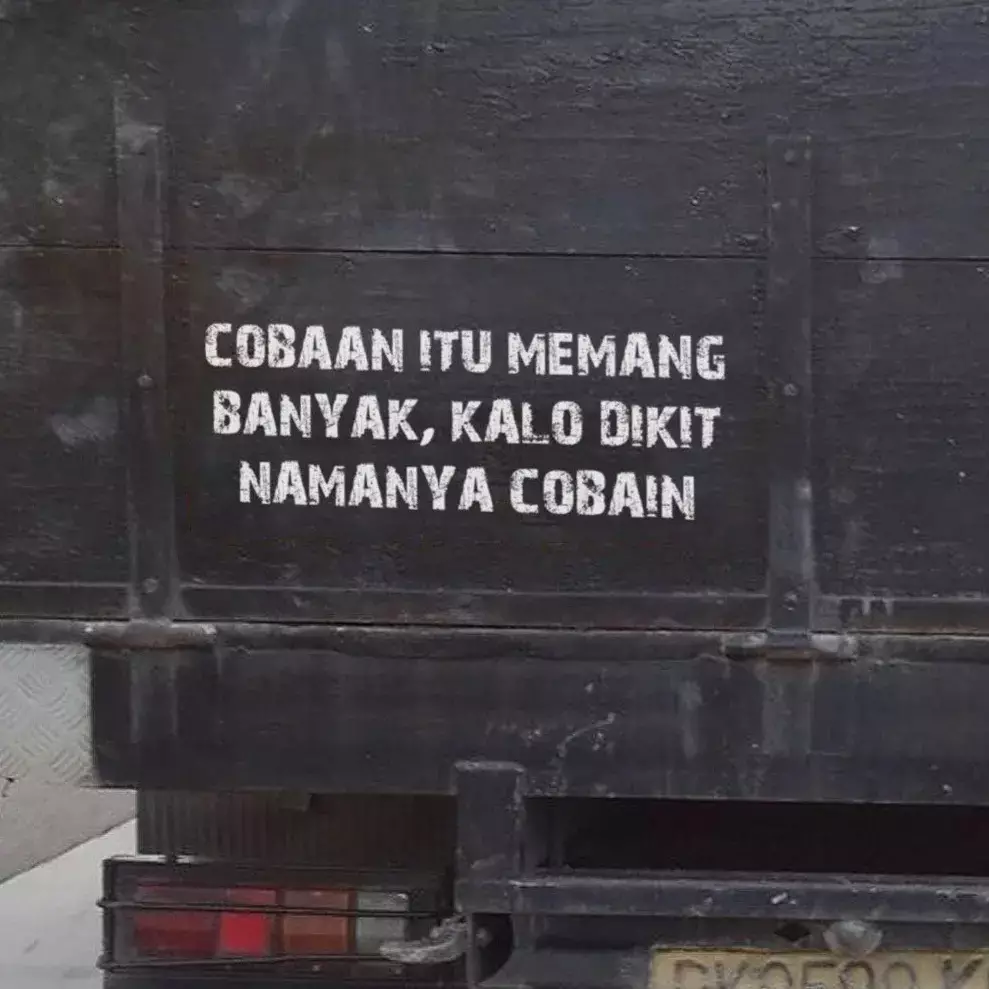 COBAAN ITU MEMANG
BANYAK, KALO DIKIT
NAMANYA COBAIN